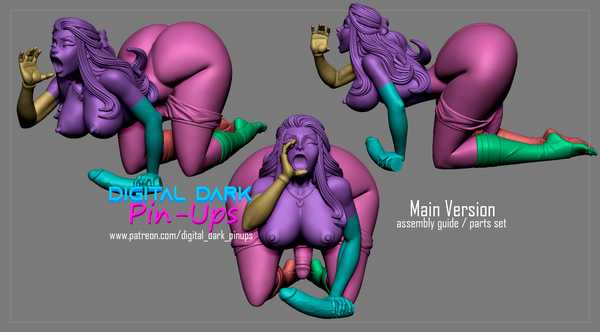 DIGITAL DARK
Pin-Ups
www.patreon.com/digital_dark_pinups
Main Version
assembly guide / parts set